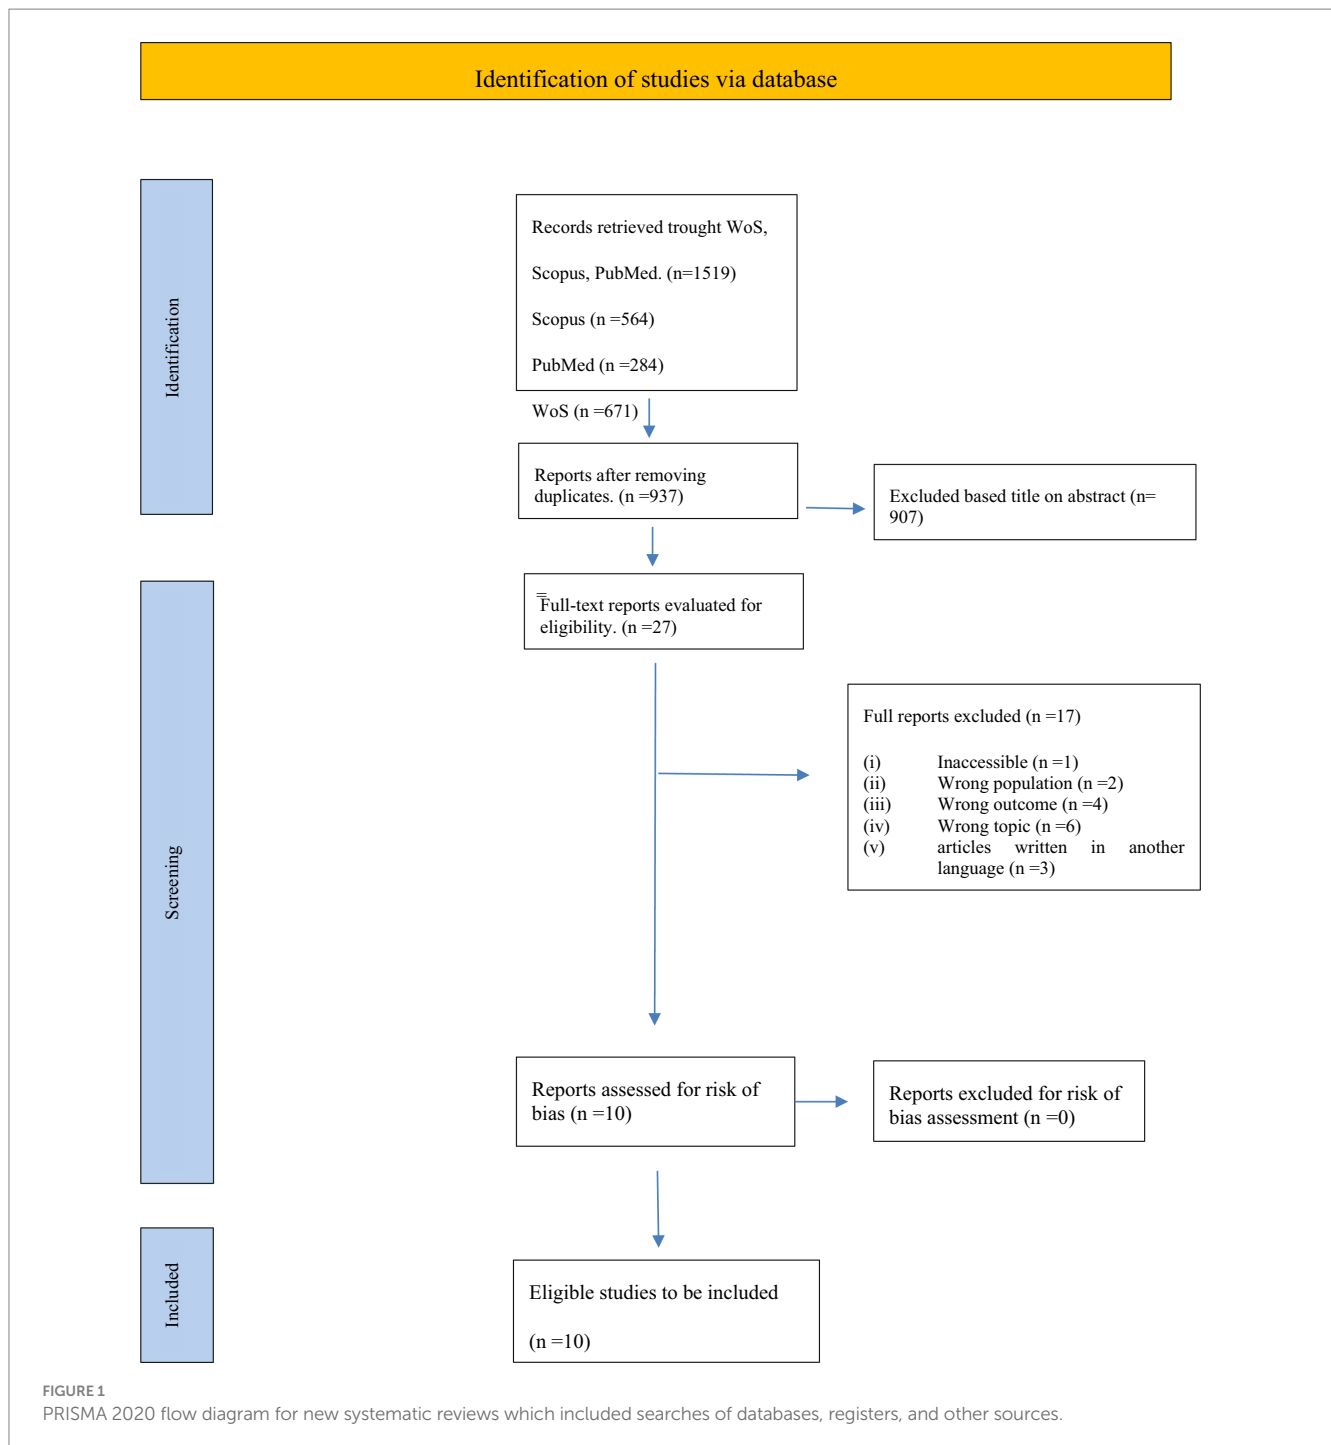 Identification of studies via database
Identification
Records retrieved trought WoS,
Scopus, PubMed. (n=1519)
Scopus (n =564)
PubMed (n =284)
WoS (n =671)
Reports after removing
duplicates. (n =937)
Excluded based title on abstract (n=
907)
Screening
=
Full-text reports evaluated for
eligibility. (n =27)
Full reports excluded (n =17)
(i) Inaccessible (n =1)
(ii) Wrong population (n =2)
(iii) Wrong outcome (n =4)
(iv) Wrong topic (n =6)
(v) articles written in another
language (n =3)
Reports assessed for risk of
bias (n =10)
Reports excluded for risk of
bias assessment (n =0)
Included
Eligible studies to be included
(n =10)
FIGURE 1
PRISMA 2020 flow diagram for new systematic reviews which included searches of databases, registers, and other sources.